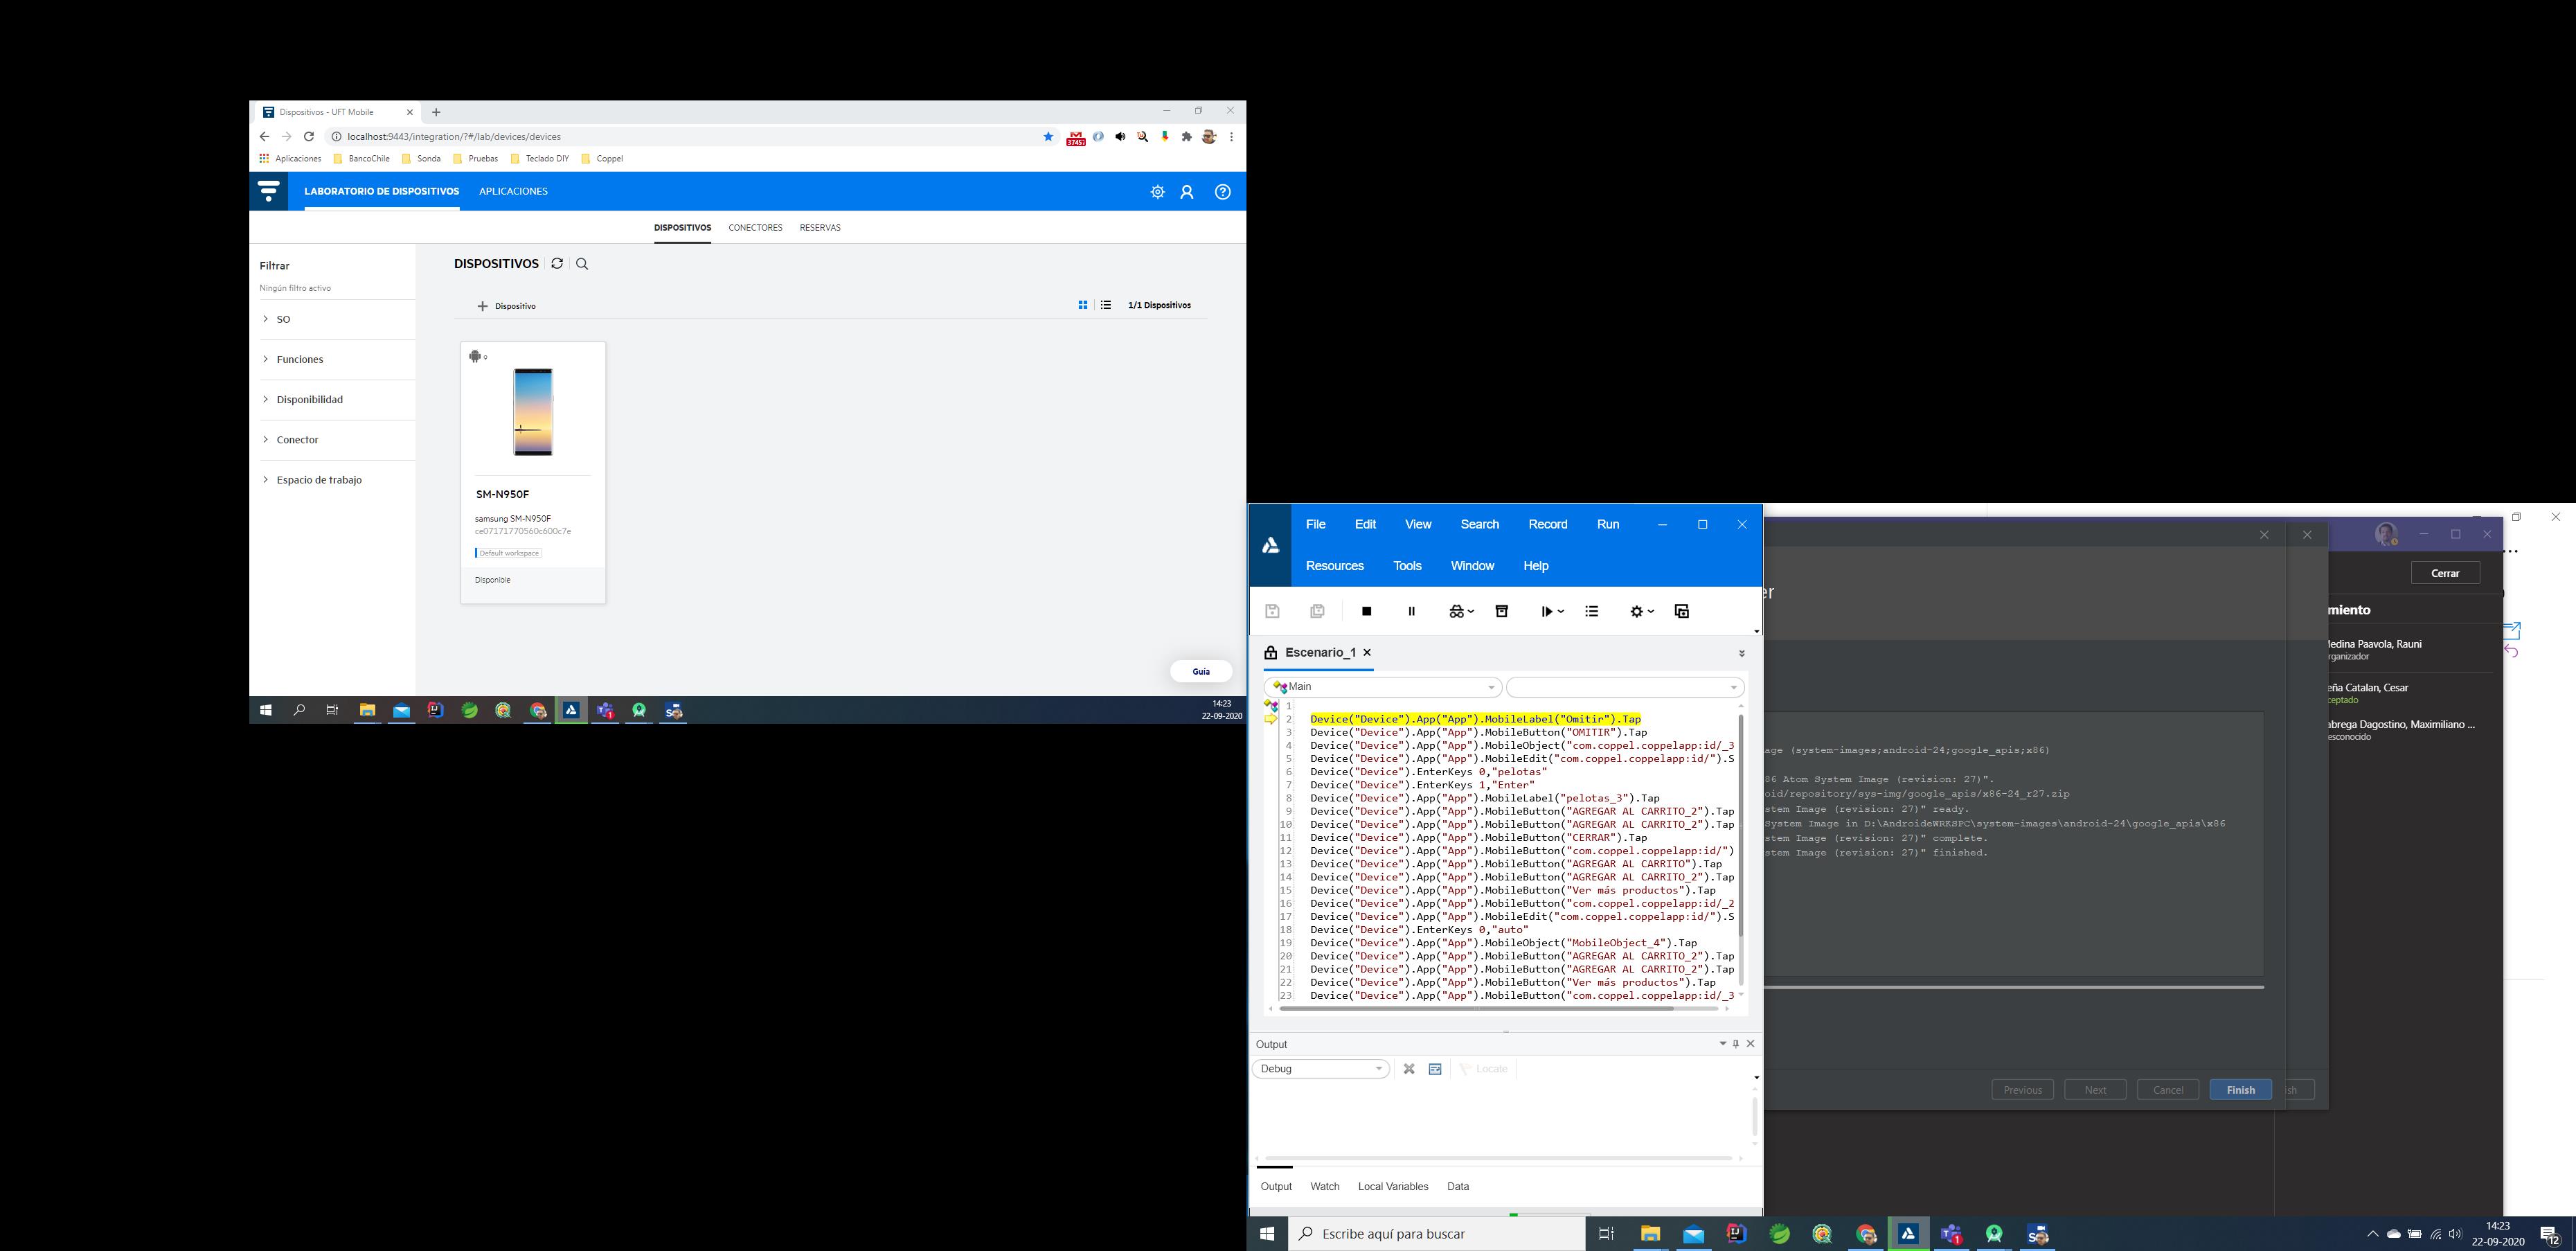 Dispositivos - UFT Mobile
localhost:9443/integration/?#/lab/devices/devices
Aplicaciones BancoChile Sonda Pruebas Teclado DIY Coppel
LABORATORIO DE DISPOSITIVOS APLICACIONES
DISPOSITIVOS CONECTORES RESERVAS
Filtrar
Ningún filtro activo
SO
Funciones
Disponibilidad
Conector
Espacio de trabajo
DISPOSITIVOS
Dispositivo
1/1 Dispositivos
SM-N950F
samsung SM-N950F
ce07171770560c600c7e
Default workspace
Disponible
Guía
14:23
22-09-2020
File Edit View Search Record Run
Resources Tools Window Help
Escenario_1
Main
1
2 Device("Device").App("App").MobileLabel("Omitir").Tap
3 Device("Device").App("App").MobileButton("OMITIR").Tap
4 Device("Device").App("App").MobileObject("com.coppel.coppelapp:id/_3
5 Device("Device").App("App").MobileEdit("com.coppel.coppelapp:id/").S
6 Device("Device").EnterKeys 0,"pelotas"
7 Device("Device").EnterKeys 1,"Enter"
8 Device("Device").App("App").MobileLabel("pelotas_3").Tap
9 Device("Device").App("App").MobileButton("AGREGAR AL CARRITO_2").Tap
10 Device("Device").App("App").MobileButton("AGREGAR AL CARRITO_2").Tap
11 Device("Device").App("App").MobileButton("CERRAR").Tap
12 Device("Device").App("App").MobileButton("com.coppel.coppelapp:id/")
13 Device("Device").App("App").MobileButton("AGREGAR AL CARRITO").Tap
14 Device("Device").App("App").MobileButton("AGREGAR AL CARRITO_2").Tap
15 Device("Device").App("App").MobileButton("Ver más productos").Tap
16 Device("Device").App("App").MobileButton("com.coppel.coppelapp:id/_2
17 Device("Device").App("App").MobileEdit("com.coppel.coppelapp:id/").S
18 Device("Device").EnterKeys 0,"auto"
19 Device("Device").App("App").MobileObject("MobileObject_4").Tap
20 Device("Device").App("App").MobileButton("AGREGAR AL CARRITO_2").Tap
21 Device("Device").App("App").MobileButton("AGREGAR AL CARRITO_2").Tap
22 Device("Device").App("App").MobileButton("Ver más productos").Tap
23 Device("Device").App("App").MobileButton("com.coppel.coppelapp:id/_3
Output
Debug
Locate
Output Watch Local Variables Data
er
age (system-images;android-24;google_apis;x86)
86 Atom System Image (revision: 27)".
oid/repository/sys-img/google_apis/x86-24_r27.zip
stem Image (revision: 27)" ready.
System Image in D:\AndroideWRKSPC\system-images\android-24\google_apis\x86
stem Image (revision: 27)" complete.
stem Image (revision: 27)" finished.
Previous Next Cancel Finish sh
Cerrar
miento
Medina Paavola, Rauni
rganizador
eña Catalan, Cesar
ceptado
abrega Dagostino, Maximiliano ...
esconocido
Escribe aquí para buscar
14:23
22-09-2020
12